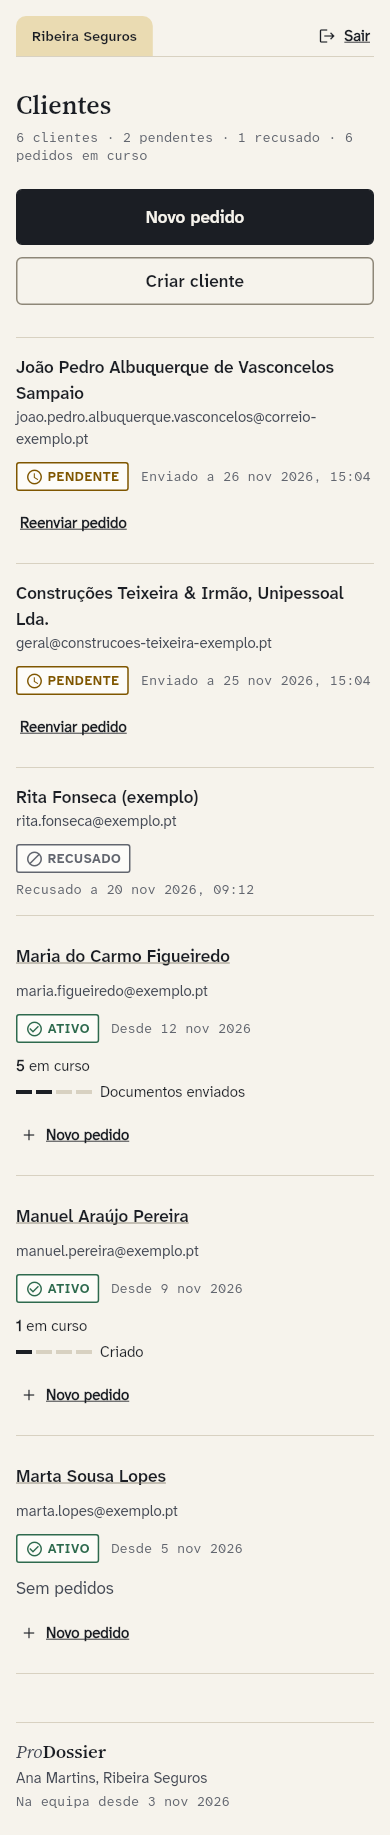 Ribeira Seguros
Sair
Clientes
6 clientes · 2 pendentes · 1 recusado · 6
pedidos em curso
Novo pedido
Criar cliente
João Pedro Albuquerque de Vasconcelos
Sampaio
joao.pedro.albuquerque.vasconcelos@correio-
exemplo.pt
PENDENTE Enviado a 26 nov 2026, 15:04
Reenviar pedido
Construções Teixeira & Irmão, Unipessoal
Lda.
geral@construcoes-teixeira-exemplo.pt
PENDENTE Enviado a 25 nov 2026, 15:04
Reenviar pedido
Rita Fonseca (exemplo)
rita.fonseca@exemplo.pt
RECUSADO
Recusado a 20 nov 2026, 09:12
Maria do Carmo Figueiredo
maria.figueiredo@exemplo.pt
ATIVO Desde 12 nov 2026
5 em curso
Documentos enviados
+ Novo pedido
Manuel Araújo Pereira
manuel.pereira@exemplo.pt
ATIVO Desde 9 nov 2026
1 em curso
Criado
+ Novo pedido
Marta Sousa Lopes
marta.lopes@exemplo.pt
ATIVO Desde 5 nov 2026
Sem pedidos
+ Novo pedido
ProDossier
Ana Martins, Ribeira Seguros
Na equipa desde 3 nov 2026